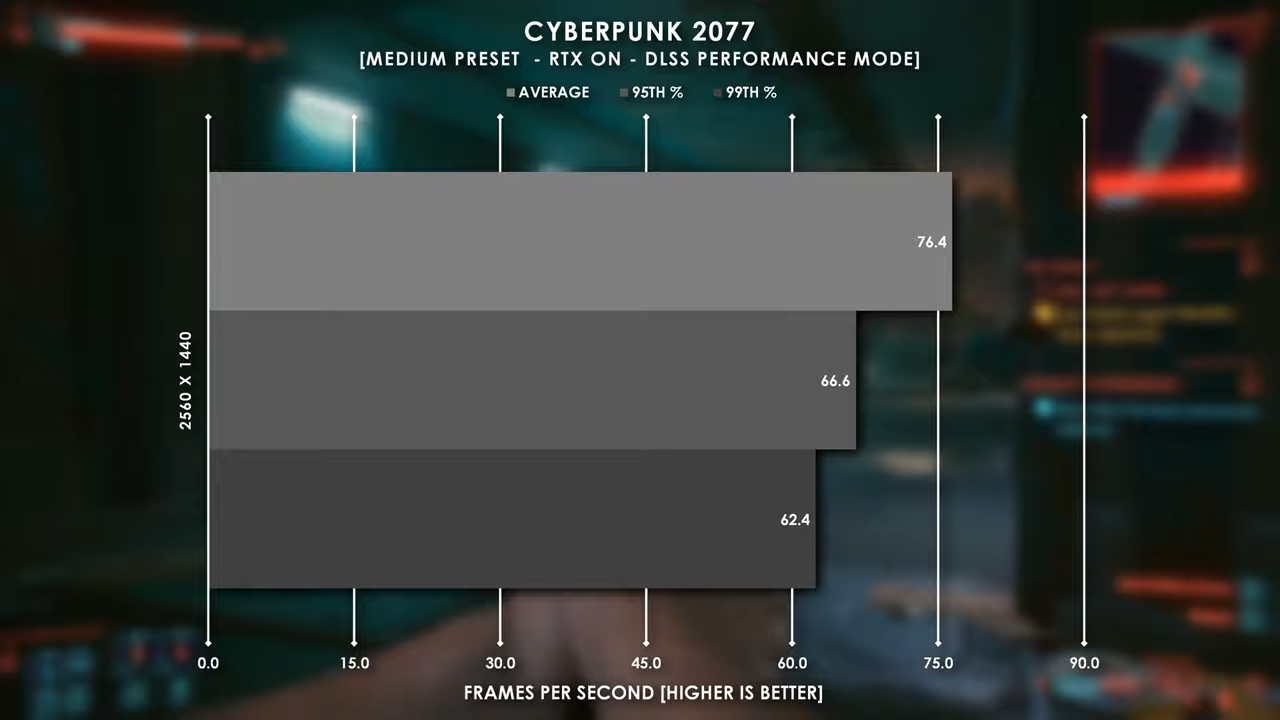 CYBERPUNK 2077
[MEDIUM PRESET - RTX ON - DLSS PERFORMANCE MODE]
AVERAGE 95TH % 99TH %
76.4
66.6
2560 X 1440
62.4
0.0 15.0 30.0 45.0 60.0 75.0 90.0
FRAMES PER SECOND [HIGHER IS BETTER]